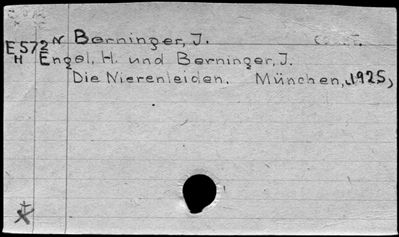 E572 Berninger, J.
H Engel, H. und Berninger, J.
Die Nierenleiden. München, 1925,